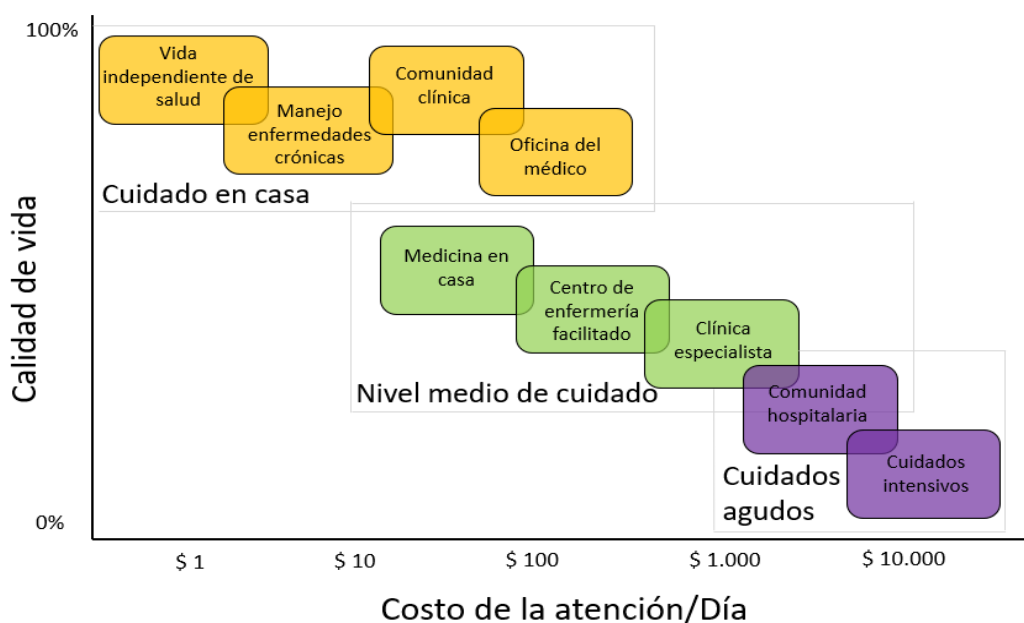 100%
Vida
independiente de
salud
Manejo
enfermedades
crónicas
Comunidad
clínica
Oficina del
médico
Cuidado en casa
Calidad de vida
Medicina en
casa
Centro de
enfermería
facilitado
Clínica
especialista
Nivel medio de cuidado
Comunidad
hospitalaria
Cuidados
intensivos
Cuidados
agudos
0%
$ 1
$ 10
$ 100
$ 1.000
$ 10.000
Costo de la atención/Día